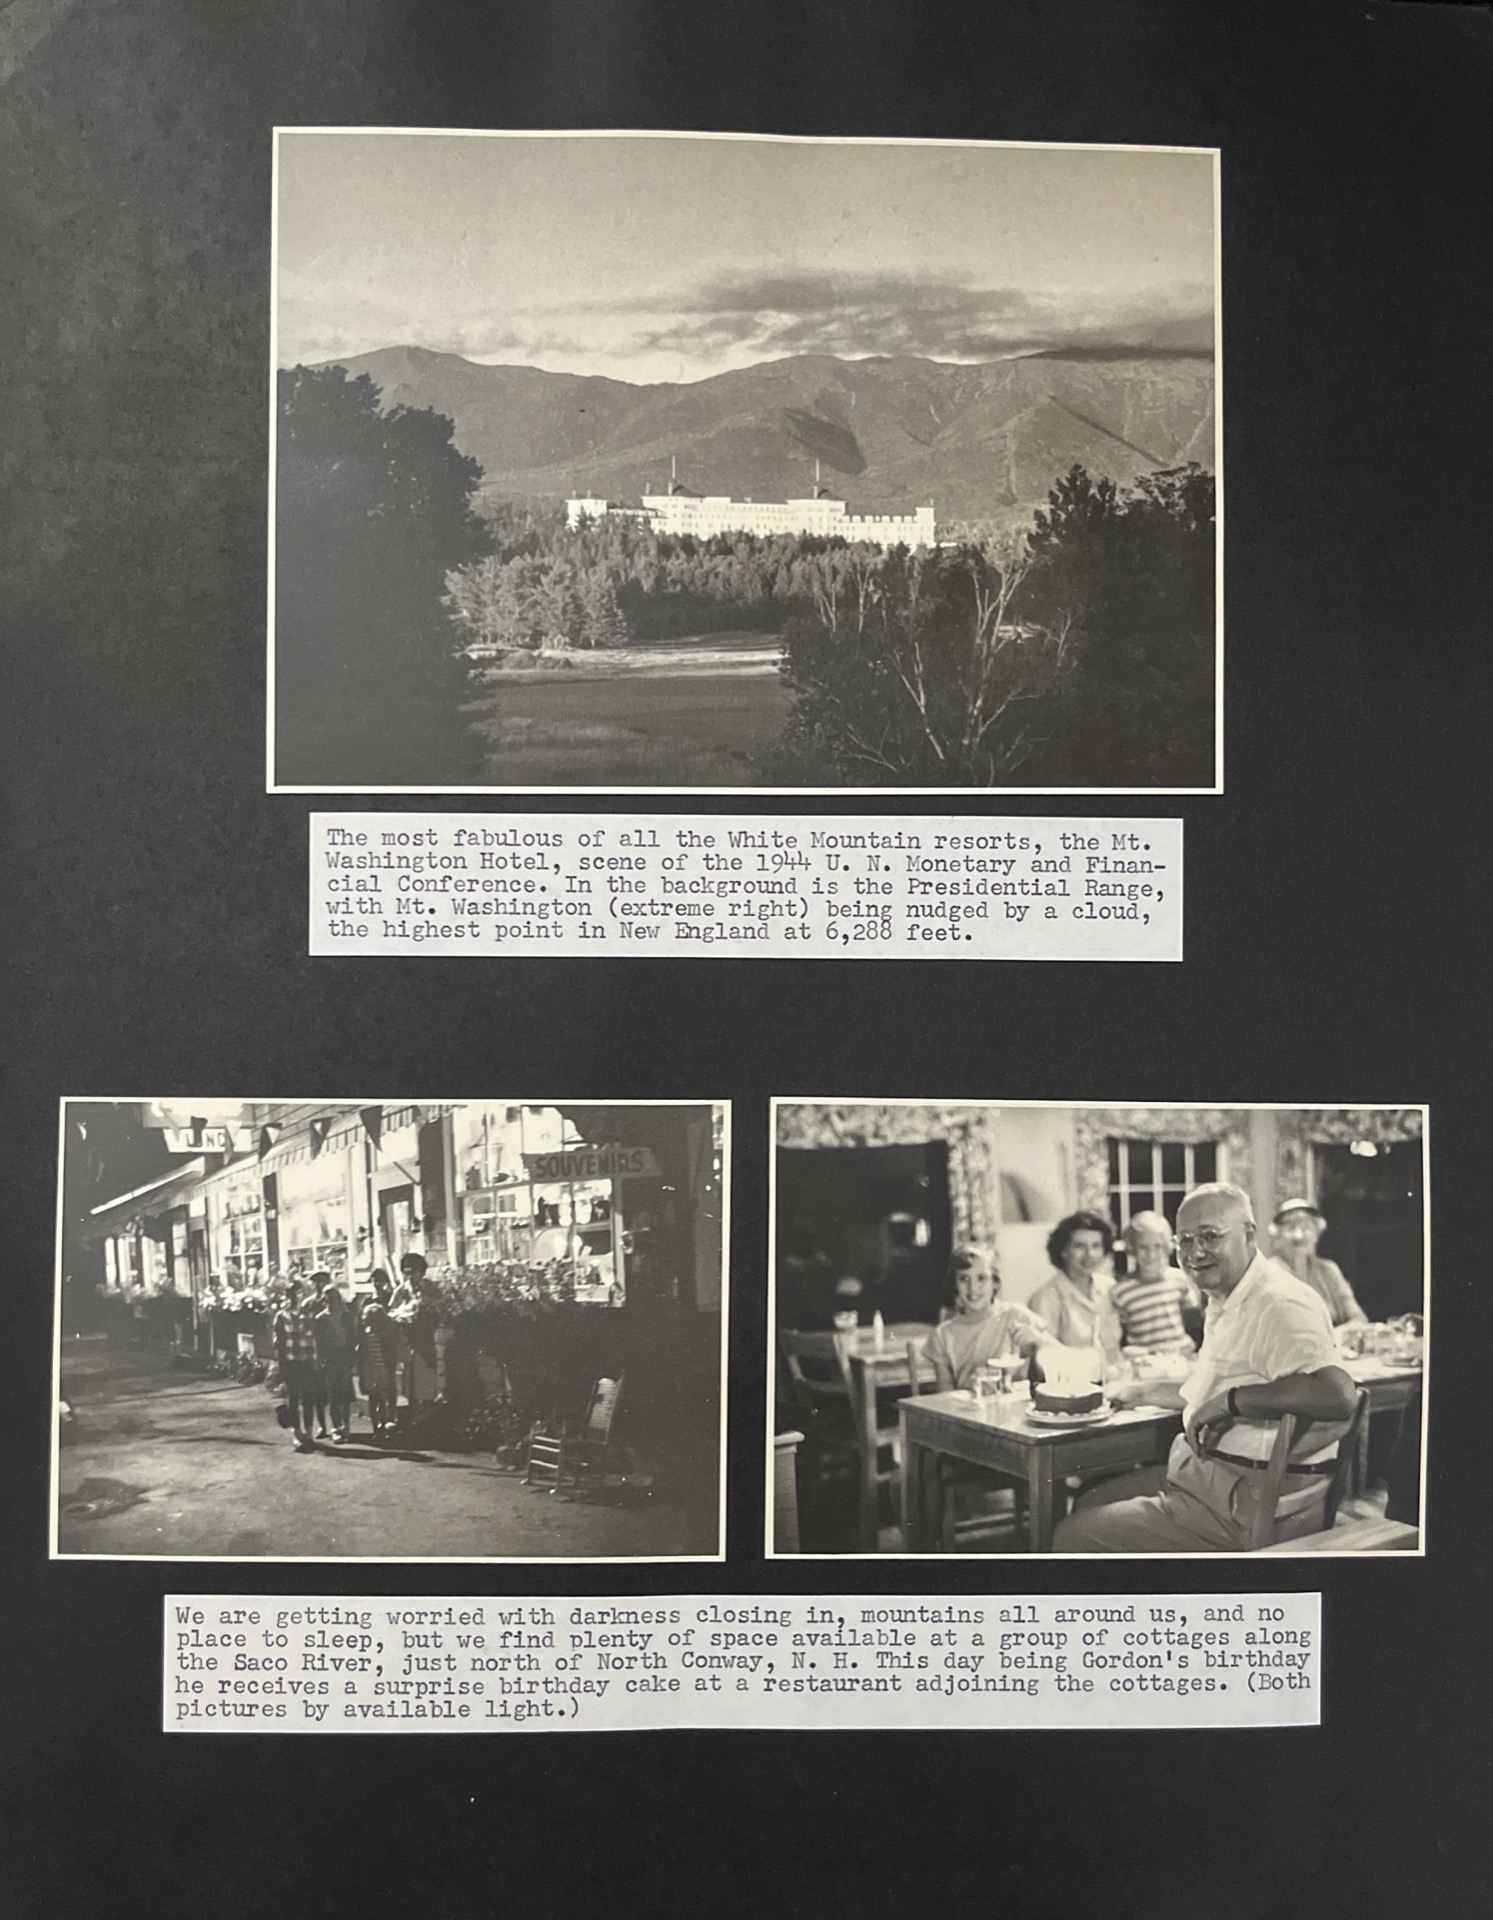 The most fabulous of all the White Mountain resorts, the Mt.
Washington Hotel, scene of the 1944 U. N. Monetary and Finan-
cial Conference. In the background is the Presidential Range,
with Mt. Washington (extreme right) being nudged by a cloud,
the highest point in New England at 6,288 feet.
LUNC
SOUVENIRS
We are getting worried with darkness closing in, mountains all around us, and no
place to sleep, but we find plenty of space available at a group of cottages along
the Saco River, just north of North Conway, N. H. This day being Gordon's birthday
he receives a surprise birthday cake at a restaurant adjoining the cottages. (Both
pictures by available light.)